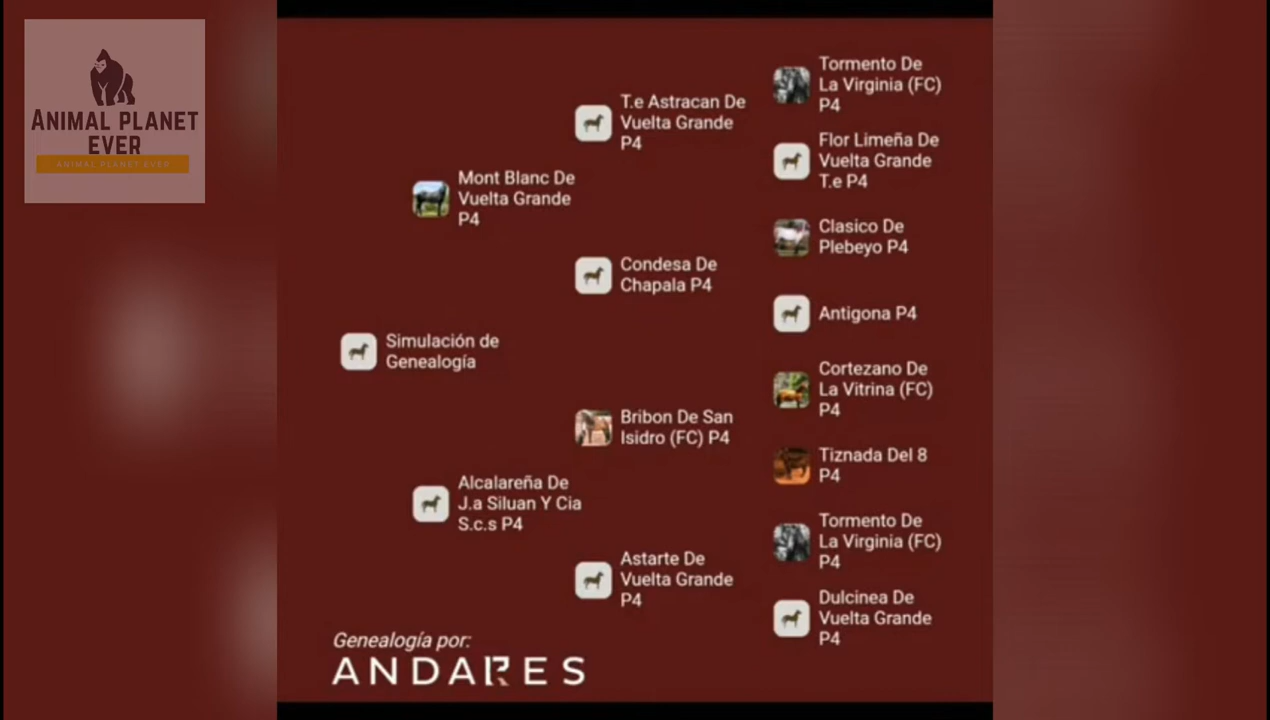 ANIMAL PLANET
EVER
ANIMAL PLANET EVER
Tormento De
La Virginia (FC)
P4
T.e Astracan De
Vuelta Grande
P4
Flor Limeña De
Vuelta Grande
T.e P4
Mont Blanc De
Vuelta Grande
P4
Clasico De
Plebeyo P4
Condesa De
Chapala P4
Antigona P4
Simulación de
Genealogía
Cortezano De
La Vitrina (FC)
P4
Bribon De San
Isidro (FC) P4
Tiznada Del 8
P4
Alcalareña De
J.a Siluan Y Cia
S.c.s P4
Tormento De
La Virginia (FC)
P4
Astarte De
Vuelta Grande
P4
Dulcinea De
Vuelta Grande
P4
Genealogía por:
ANDARES